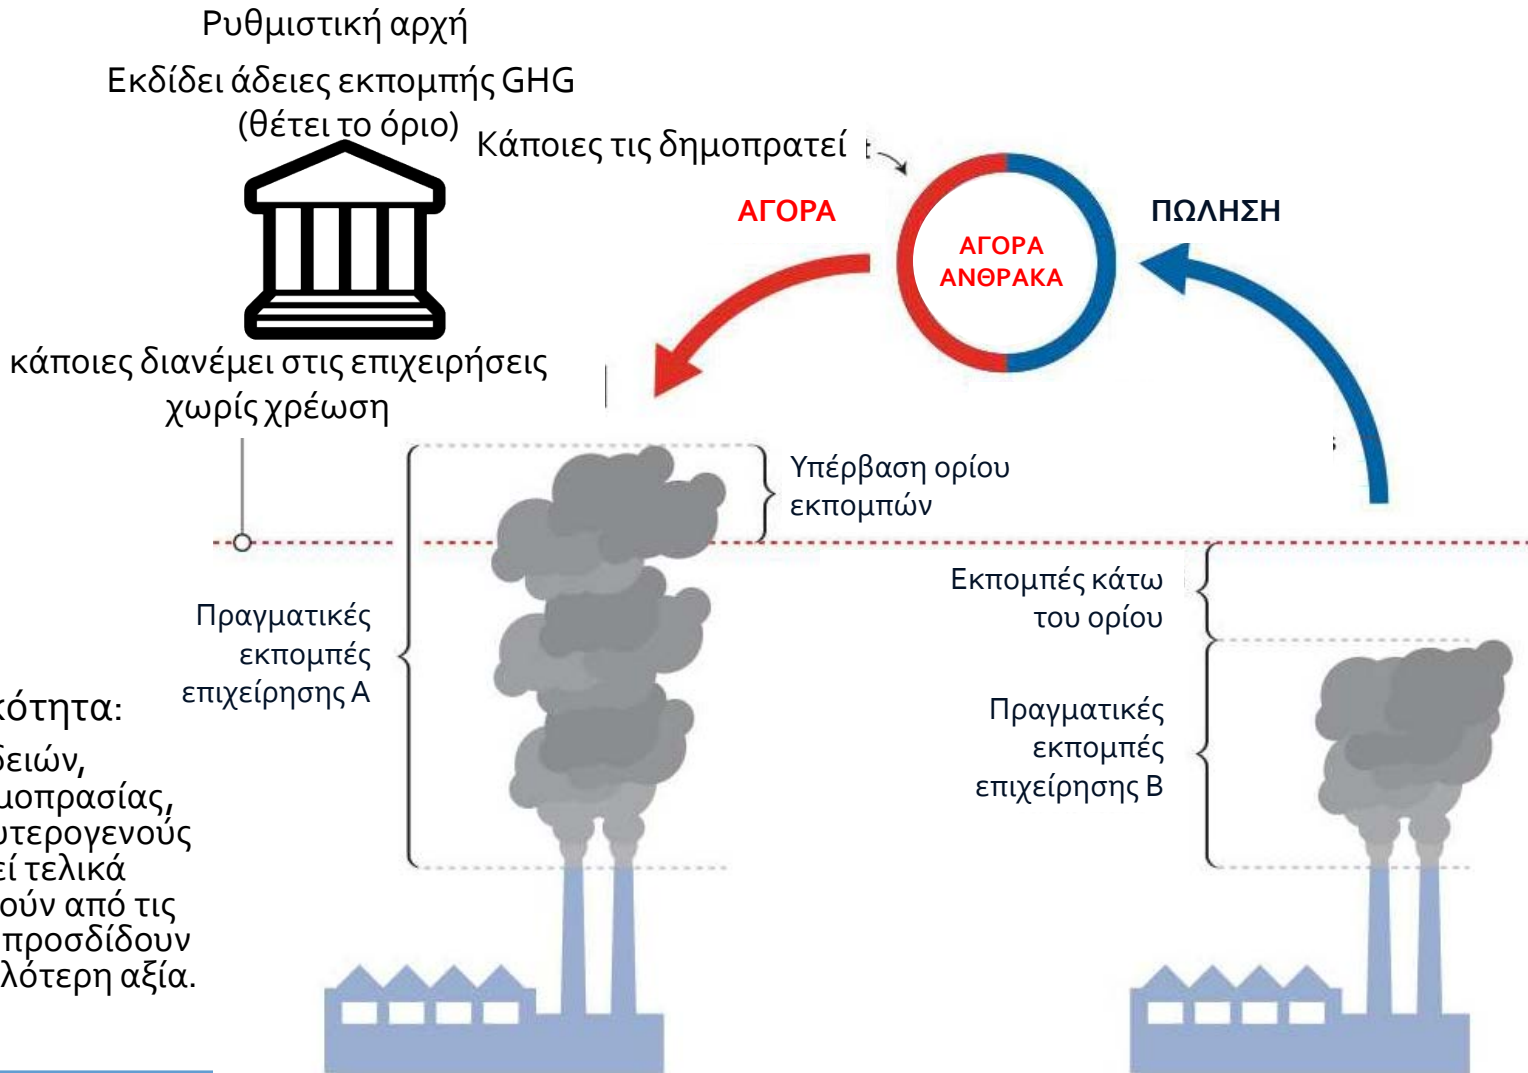 Ρυθμιστική αρχή
Εκδίδει άδειες εκπομπής GHG
(θέτει το όριο)
Κάποιες τις δημοπρατεί
ΑΓΟΡΑ
ΠΩΛΗΣΗ
ΑΓΟΡΑ
ΑΝΘΡΑΚΑ
κάποιες διανέμει στις επιχειρήσεις
χωρίς χρέωση
Υπέρβαση ορίου
εκπομπών
Εκπομπές κάτω
του ορίου
Πραγματικές
εκπομπές
επιχείρησης Α
Πραγματικές
εκπομπές
επιχείρησης Β
κότητα:
δειών,
μοπρασίας,
υτερογενούς
εί τελικά
ούν από τις
προσδίδουν
λότερη αξία.